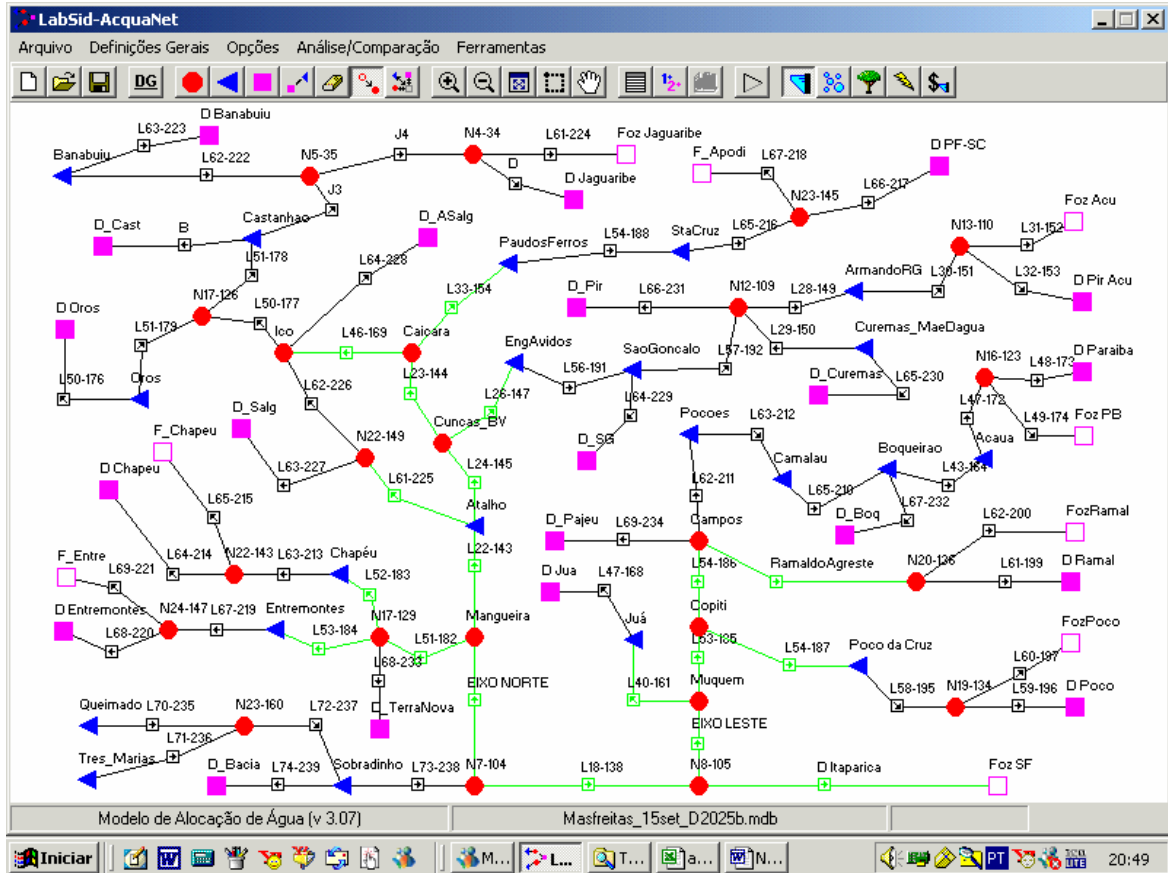 LabSid-AcquaNet
Arquivo Definições Gerais Opções Análise/Comparação Ferramentas
DG
D Banabuiu
L63-223
Banabuiu
L62-222
N5-35
J4
N4-34
L61-224
Foz Jaguaribe
D
D Jaguaribe
J3
F_Apodi
L67-218
D PF-SC
L66-217
N23-145
L65-216
StaCruz
L54-188
PaudosFerros
Foz Acu
N13-110
L31-152
L32-153
D Pir Acu
L30-151
ArmandoRG
D_Cast
B
Castanhao
L51-178
D_ASalg
L64-228
L33-154
D_Pir
L66-231
N12-109
L28-149
L29-150
Curemas_MaeDagua
D Oros
N17-126
L50-177
L51-179
Ico
L46-169
Caicara
EngAvidos
L56-191
SaoGoncalo
L57-192
N16-123
L48-173
D Paraiba
L50-176
Oros
L23-144
L26-147
L64-229
D_Curemas
L65-230
L47-172
L49-174
Foz PB
L62-226
D_Salg
Cuncas_BV
D_SG
Pocoes
L63-212
Acaua
F_Chapeu
N22-149
L63-227
L24-145
Camalau
Boqueirao
L43-164
D Chapeu
L61-225
Atalho
L62-211
L65-210
L67-232
L65-215
D_Pajeu
L69-234
Campos
D_Boq
L62-200
FozRamal
F_Entre
L64-214
N22-143
L63-213
Chapéu
L22-143
L54-186
RamaldoAgreste
N20-136
L61-199
D Ramal
L69-221
L52-183
D Jua
L47-168
D Entremontes
N24-147
L67-219
Entremontes
N17-129
Mangueira
Juá
Copiti
FozPoco
L68-220
L53-184
L51-182
L53-185
L54-187
Poco da Cruz
L60-197
L68-233
EIXO NORTE
L40-161
Muquem
L58-195
N19-134
L59-196
D Poco
Queimado
L70-235
N23-160
L72-237
D_TerraNova
EIXO LESTE
L71-236
Tres_Marias
D_Bacia
L74-239
Sobradinho
L73-238
N7-104
L18-138
N8-105
D Itaparica
Foz SF
Modelo de Alocação de Água (v 3.07)
Masfreitas_15set_D2025b.mdb
Iniciar
M...
L...
T...
a...
N...
PT
20:49